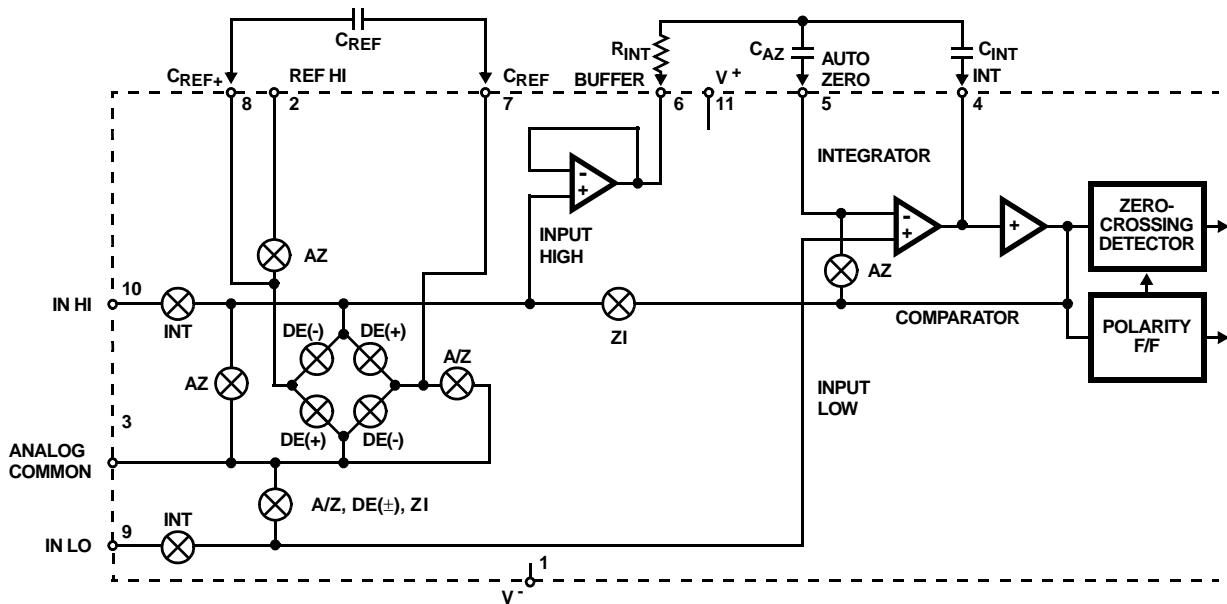 CREF
RINT
CAZ
CINT
CREF+
REF HI
CREF
BUFFER
V+
AUTO
ZERO
INT
8
2
7
6
11
5
4
INTEGRATOR
-
+
-
+
+
ZERO-
CROSSING
DETECTOR
INPUT
HIGH
AZ
AZ
IN HI
10
INT
ZI
COMPARATOR
POLARITY
F/F
DE(-)
DE(+)
A/Z
AZ
INPUT
LOW
DE(+)
DE(-)
3
ANALOG
COMMON
A/Z, DE(±), ZI
INT
9
IN LO
1
V-